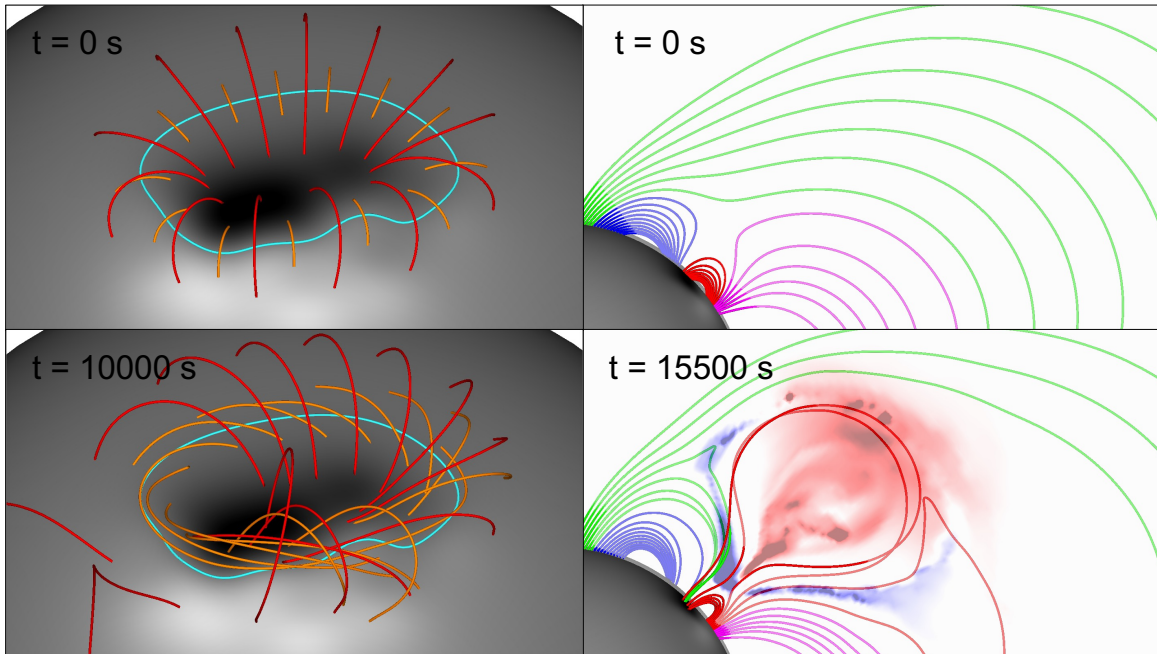 t = 0 s
t = 0 s
t = 10000 s
t = 15500 s